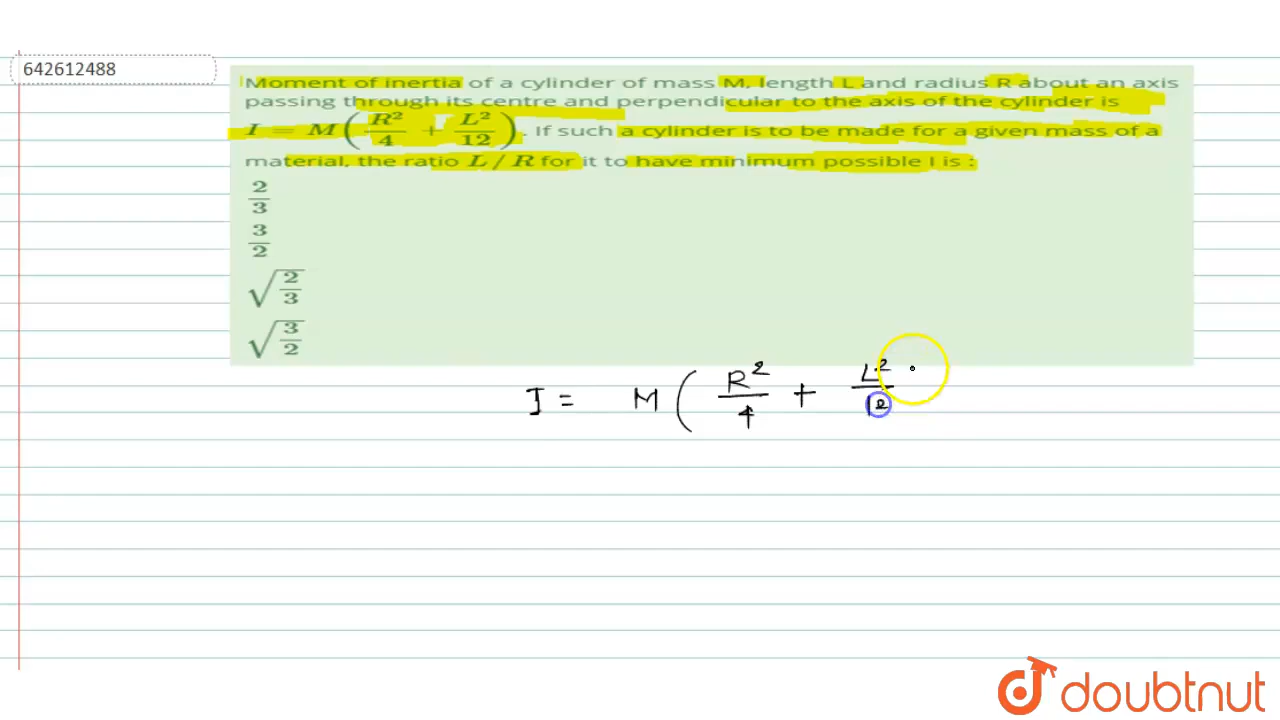 642612488
Moment of inertia of a cylinder of mass M, length L and radius R about an axis
passing through its centre and perpendicular to the axis of the cylinder is
I = M(R²/4 + L²/12). If such a cylinder is to be made for a given mass of a
material, the ratio L/R for it to have minimum possible I is :
2/3
3/2
√(2/3)
√(3/2)
I = M ( R²/4 + L²/12
doubtnut